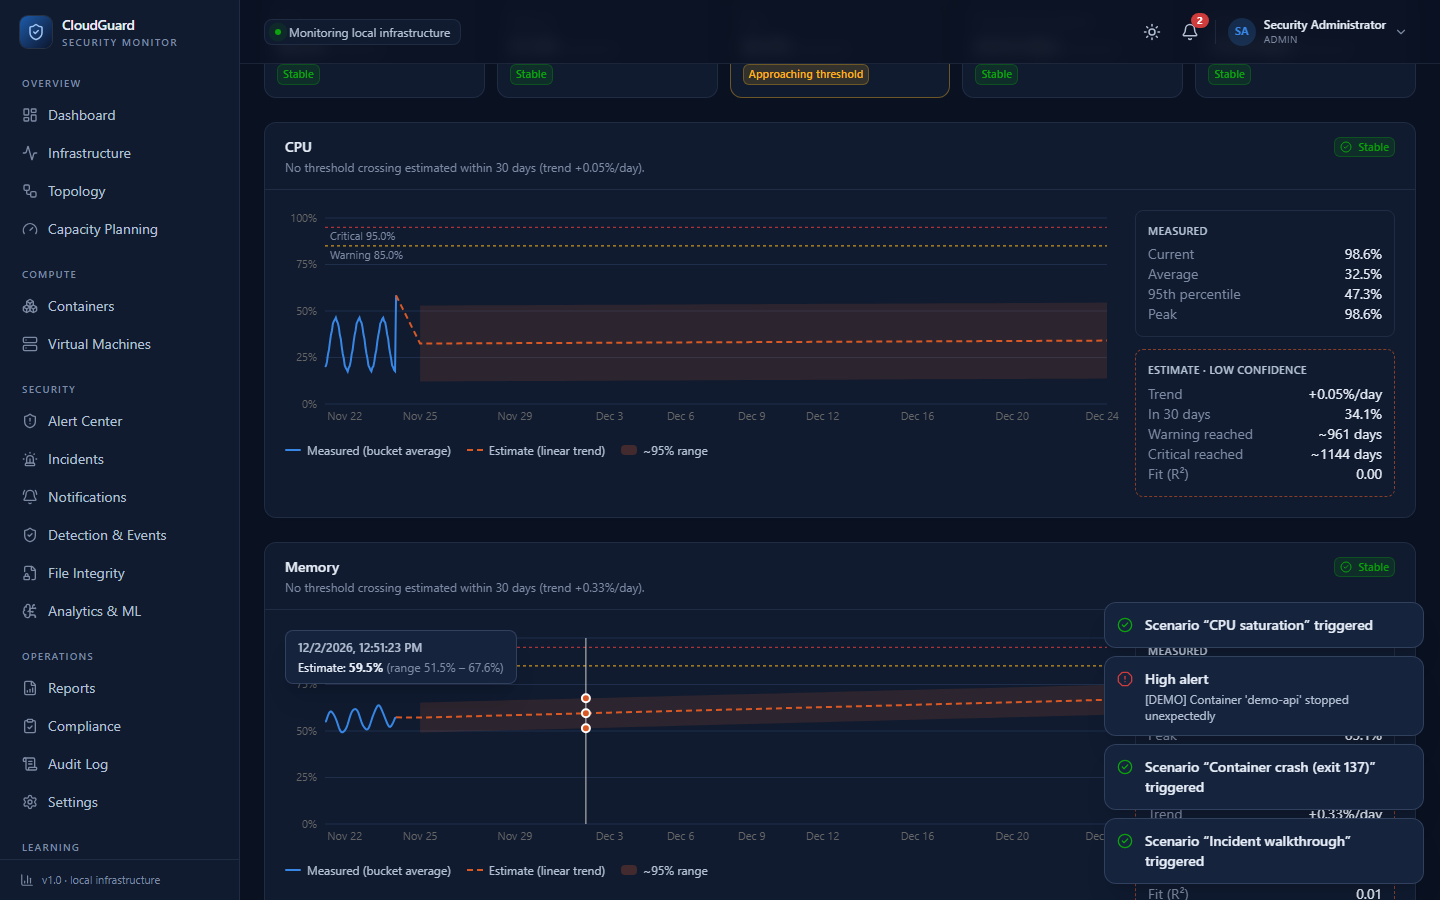 CloudGuard
SECURITY MONITOR
OVERVIEW
Dashboard
Infrastructure
Topology
Capacity Planning
COMPUTE
Containers
Virtual Machines
SECURITY
Alert Center
Incidents
Notifications
Detection & Events
File Integrity
Analytics & ML
OPERATIONS
Reports
Compliance
Audit Log
Settings
LEARNING
v1.0 · local infrastructure
Monitoring local infrastructure
2
SA
Security Administrator
ADMIN
Stable
Stable
Approaching threshold
Stable
Stable
CPU
No threshold crossing estimated within 30 days (trend +0.05%/day).
Stable
100%
Critical 95.0%
Warning 85.0%
75%
50%
25%
0%
Nov 22 Nov 25 Nov 29 Dec 3 Dec 6 Dec 9 Dec 12 Dec 16 Dec 20 Dec 24
Measured (bucket average) Estimate (linear trend) ~95% range
MEASURED
Current 98.6%
Average 32.5%
95th percentile 47.3%
Peak 98.6%
ESTIMATE · LOW CONFIDENCE
Trend +0.05%/day
In 30 days 34.1%
Warning reached ~961 days
Critical reached ~1144 days
Fit (R²) 0.00
Memory
No threshold crossing estimated within 30 days (trend +0.33%/day).
Stable
12/2/2026, 12:51:23 PM
Estimate: 59.5% (range 51.5% – 67.6%)
75%
50%
25%
0%
Nov 22 Nov 25 Nov 29 Dec 3 Dec 6 Dec 9 Dec 12 Dec 16 Dec 20 Dec
Measured (bucket average) Estimate (linear trend) ~95% range
Scenario “CPU saturation” triggered
MEASURED
High alert
[DEMO] Container 'demo-api' stopped
unexpectedly
Peak
Scenario “Container crash (exit 137)”
triggered
Trend +0.33%/day
Scenario “Incident walkthrough”
triggered
Fit (R²) 0.01